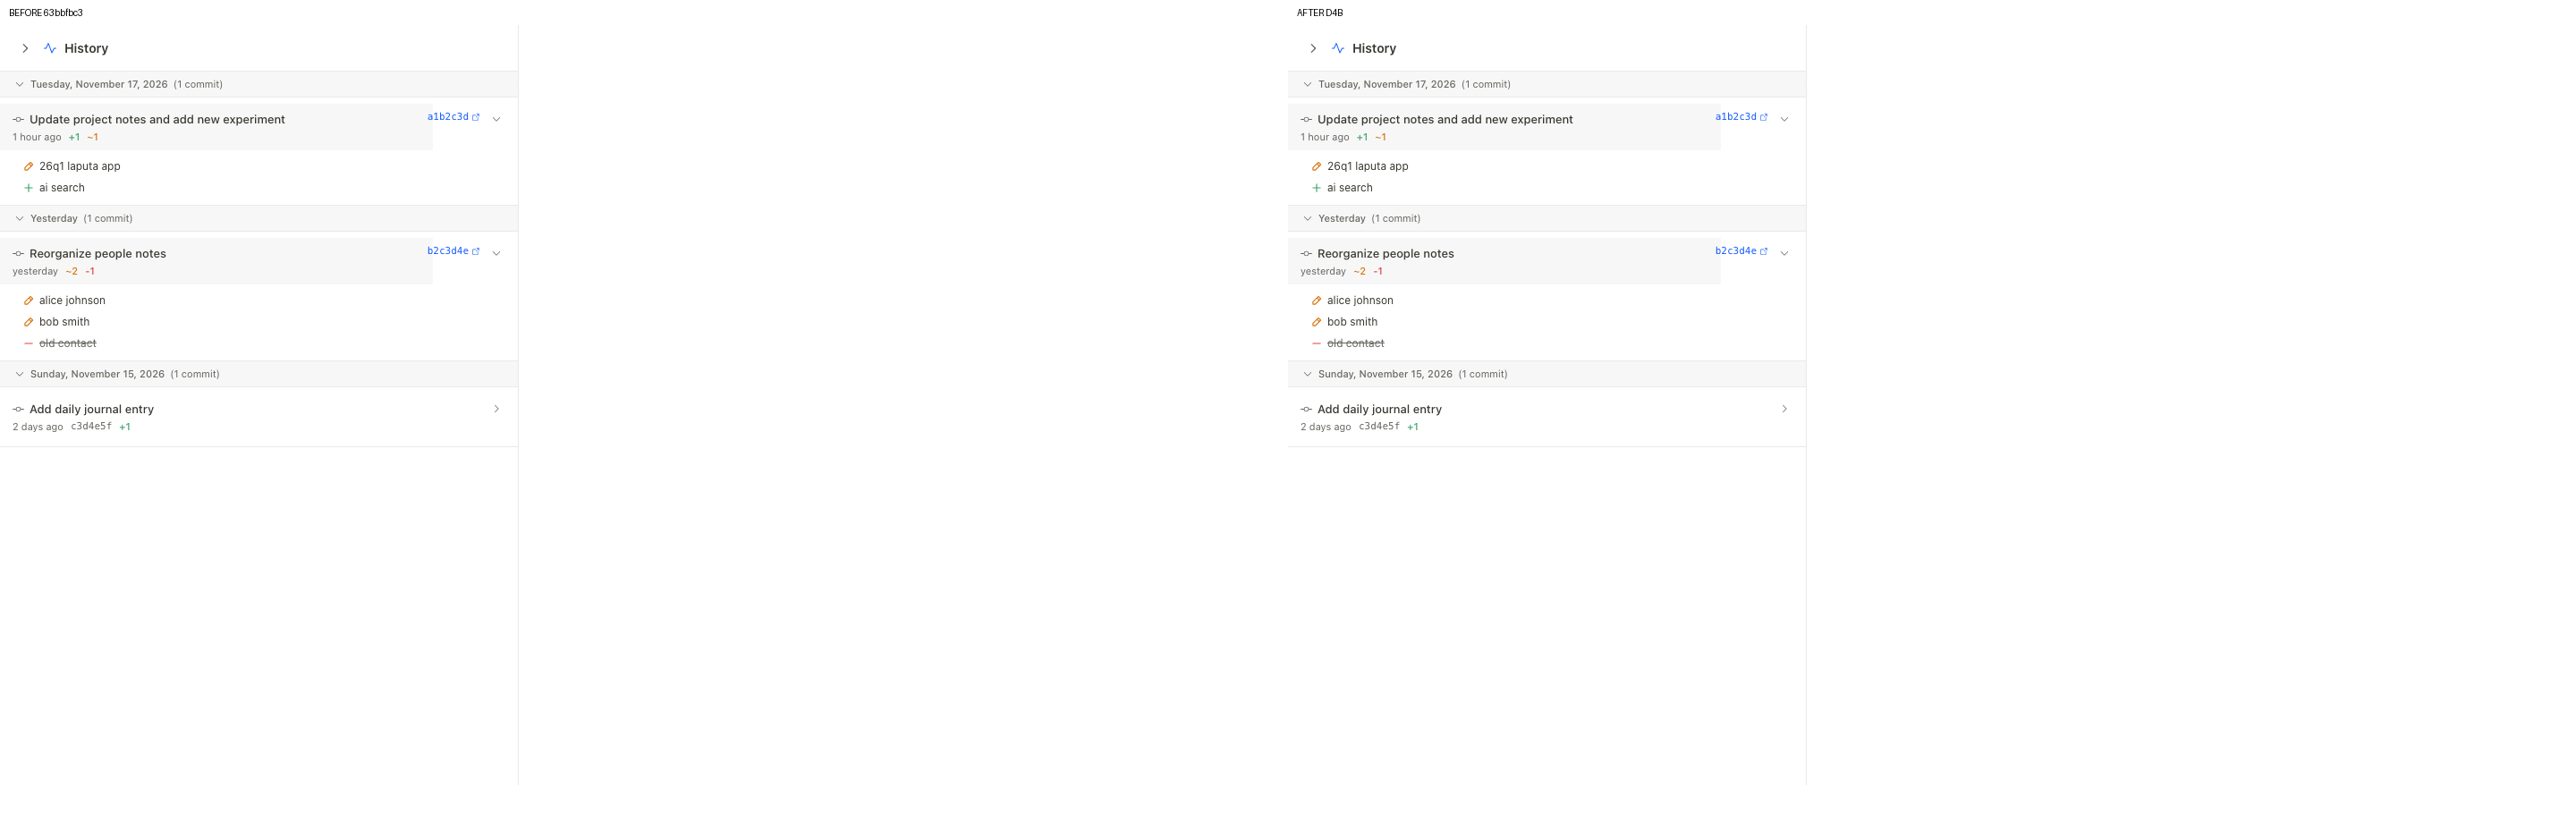 BEFORE 63bbfbc3
History
Tuesday, November 17, 2026 (1 commit)
Update project notes and add new experiment a1b2c3d
1 hour ago +1 ~1
26q1 laputa app
ai search
Yesterday (1 commit)
Reorganize people notes b2c3d4e
yesterday ~2 -1
alice johnson
bob smith
old contact
Sunday, November 15, 2026 (1 commit)
Add daily journal entry
2 days ago c3d4e5f +1
AFTER D4B
History
Tuesday, November 17, 2026 (1 commit)
Update project notes and add new experiment a1b2c3d
1 hour ago +1 ~1
26q1 laputa app
ai search
Yesterday (1 commit)
Reorganize people notes b2c3d4e
yesterday ~2 -1
alice johnson
bob smith
old contact
Sunday, November 15, 2026 (1 commit)
Add daily journal entry
2 days ago c3d4e5f +1